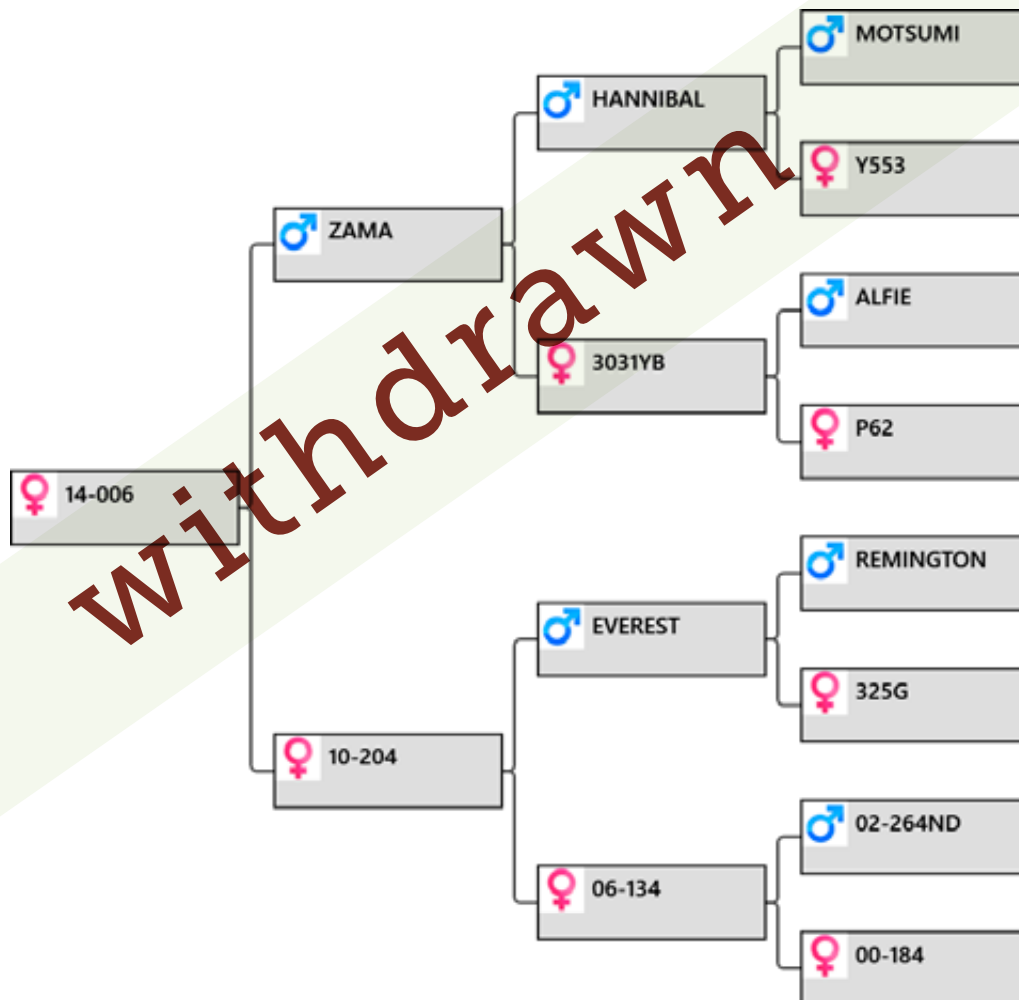 MOTSUMI
HANNIBAL
Y553
ZAMA
ALFIE
3031YB
P62
14-006
REMINGTON
EVEREST
325G
10-204
02-264ND
06-134
00-184
withdrawn